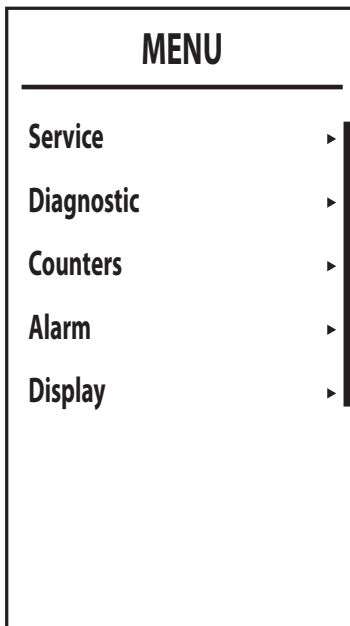 MENU
Service
Diagnostic
Counters
Alarm
Display